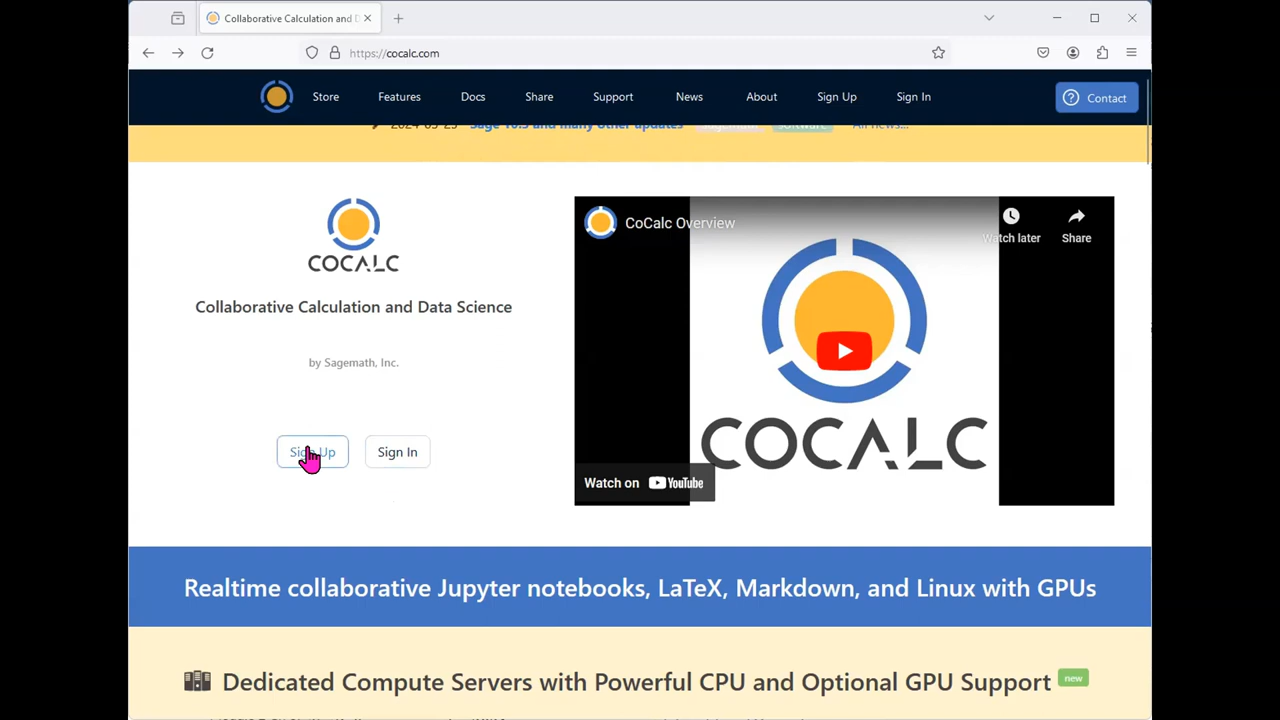 Collaborative Calculation and D
https://cocalc.com
Store Features Docs Share Support News About Sign Up Sign In Contact
All news...
COCALC
Collaborative Calculation and Data Science
by Sagemath, Inc.
Sign Up Sign In
CoCalc Overview
Watch later Share
COCALC
Watch on YouTube
Realtime collaborative Jupyter notebooks, LaTeX, Markdown, and Linux with GPUs
Dedicated Compute Servers with Powerful CPU and Optional GPU Support new